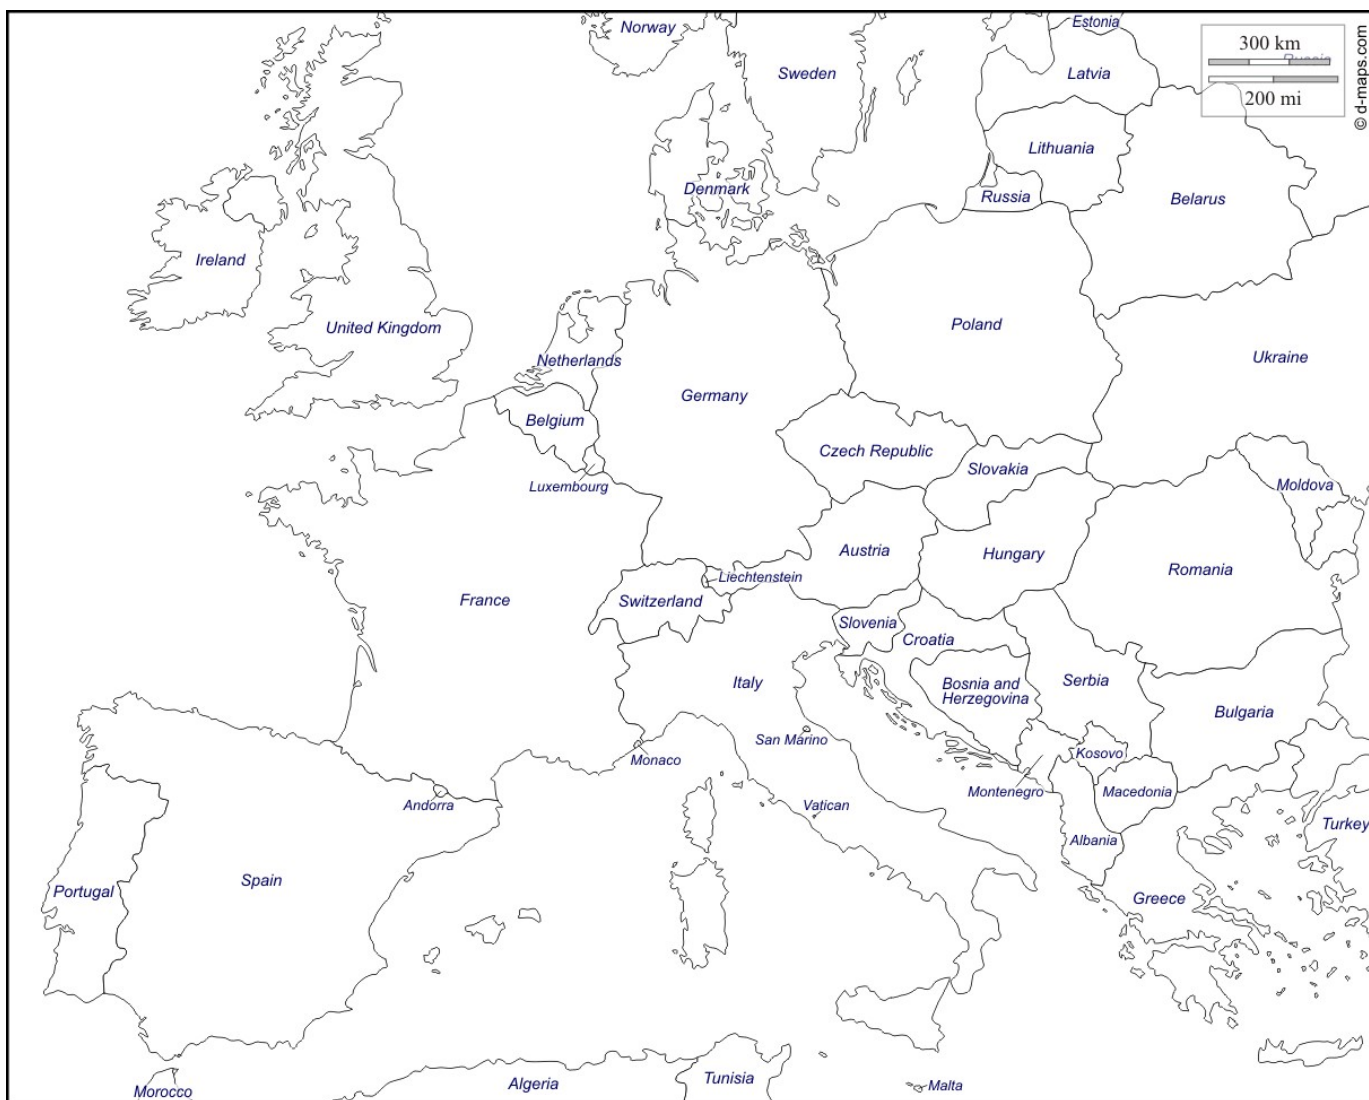 Norway
Estonia
300 km
Russia
200 mi
© d-maps.com
Sweden
Latvia
Lithuania
Denmark
Russia
Belarus
Ireland
United Kingdom
Poland
Netherlands
Ukraine
Germany
Belgium
Czech Republic
Slovakia
Luxembourg
Moldova
Austria
Hungary
Liechtenstein
Romania
France
Switzerland
Slovenia
Croatia
Italy
Bosnia and
Herzegovina
Serbia
Bulgaria
San Marino
Monaco
Kosovo
Andorra
Vatican
Montenegro
Macedonia
Turkey
Albania
Portugal
Spain
Greece
Morocco
Algeria
Tunisia
Malta